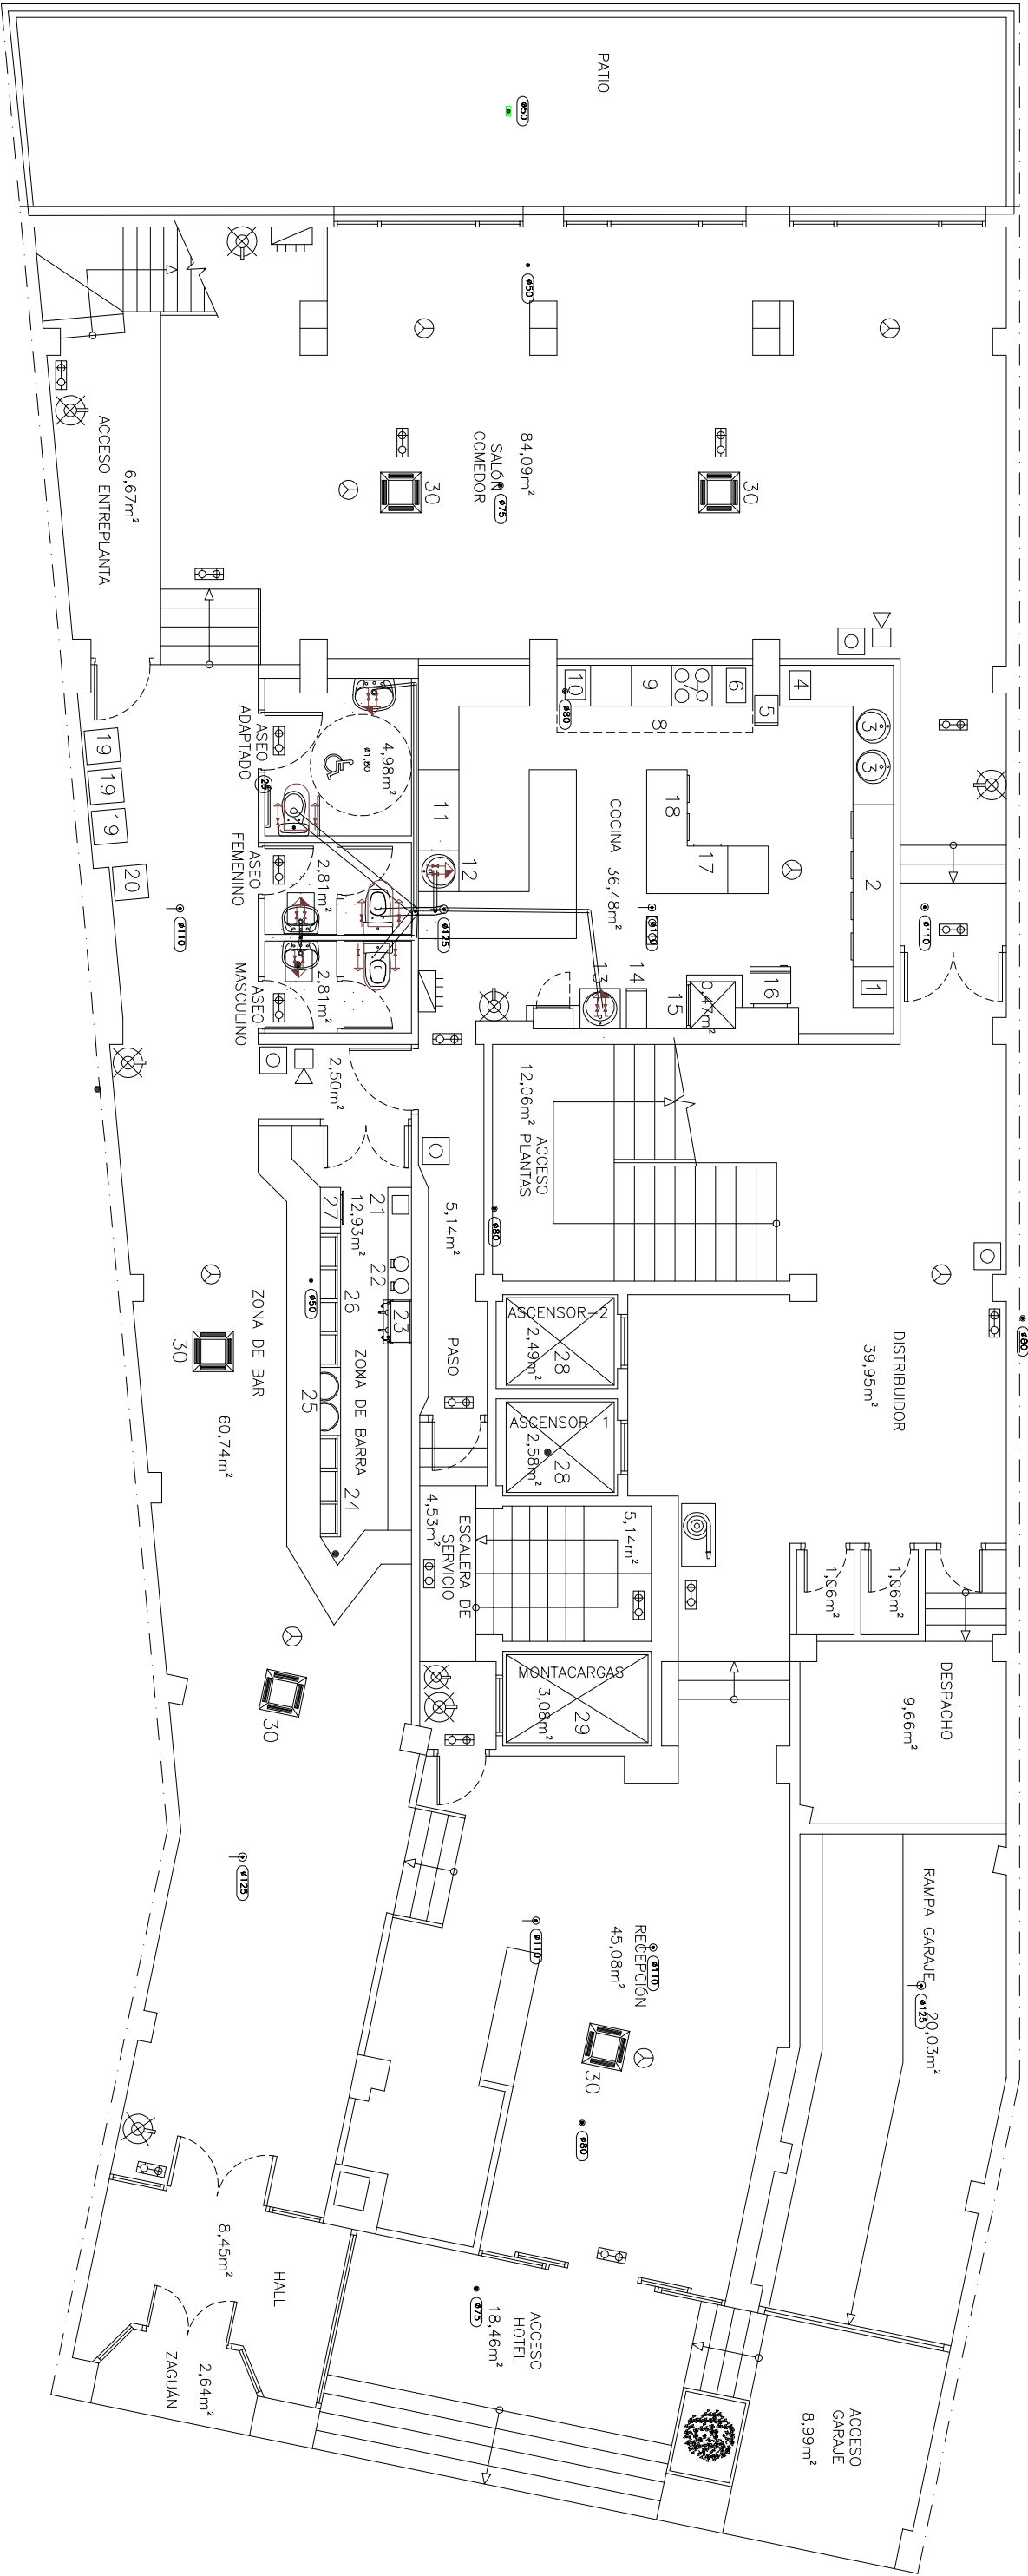 PATIO
ø50
ø50
84,09m²
SALÓN
COMEDOR
ø75
30
30
6,67m²
ACCESO ENTREPLANTA
1
2
3
3
4
5
6
8
9
10
ø80
11
12
COCINA 36,48m²
18
17
16
15
0,47m²
14
13
ø110
ø125
ø110
4,98m²
ø1,50
ASEO
ADAPTADO
2,81m²
ASEO
FEMENINO
2,81m²
ASEO
MASCULINO
19
19
19
20
ø110
2,50m²
12,06m²
ACCESO
PLANTAS
ø80
5,14m²
PASO
21
22
23
12,93m²
27
26
ø50
25
24
ZONA DE BARRA
ZONA DE BAR
30
60,74m²
30
ASCENSOR-2
2,49m²
28
ASCENSOR-1
2,58m²
28
DISTRIBUIDOR
39,95m²
ø80
5,14m²
4,53m²
ESCALERA DE
SERVICIO
1,06m²
1,06m²
MONTACARGAS
3,08m²
29
DESPACHO
9,66m²
RAMPA GARAJE
20,03m²
ø125
ø125
ø110
ø110
RECEPCIÓN
45,08m²
30
ø80
8,45m²
HALL
ZAGUÁN
2,64m²
ø75
18,46m²
ACCESO
HOTEL
ACCESO
GARAJE
8,99m²